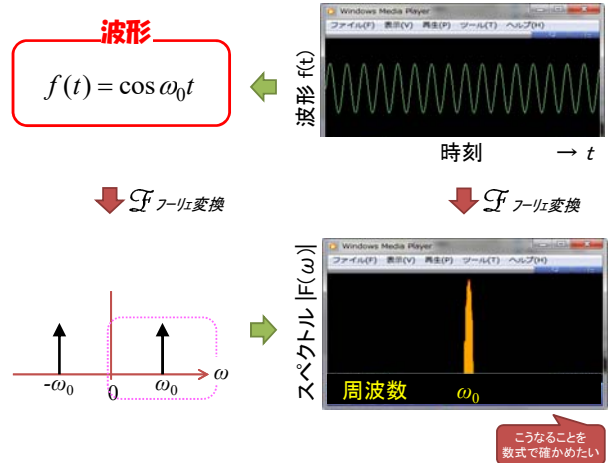 波形
f(t) = cos ω₀t
Windows Media Player
ファイル(F) 表示(V) 再生(P) ツール(T) ヘルプ(H)
波形 f(t)
時刻 → t
ℱ フーリエ変換
ℱ フーリエ変換
-ω₀ 0 ω₀ ω
Windows Media Player
ファイル(F) 表示(V) 再生(P) ツール(T) ヘルプ(H)
スペクトル |F(ω)|
周波数 ω₀
こうなることを
数式で確かめたい